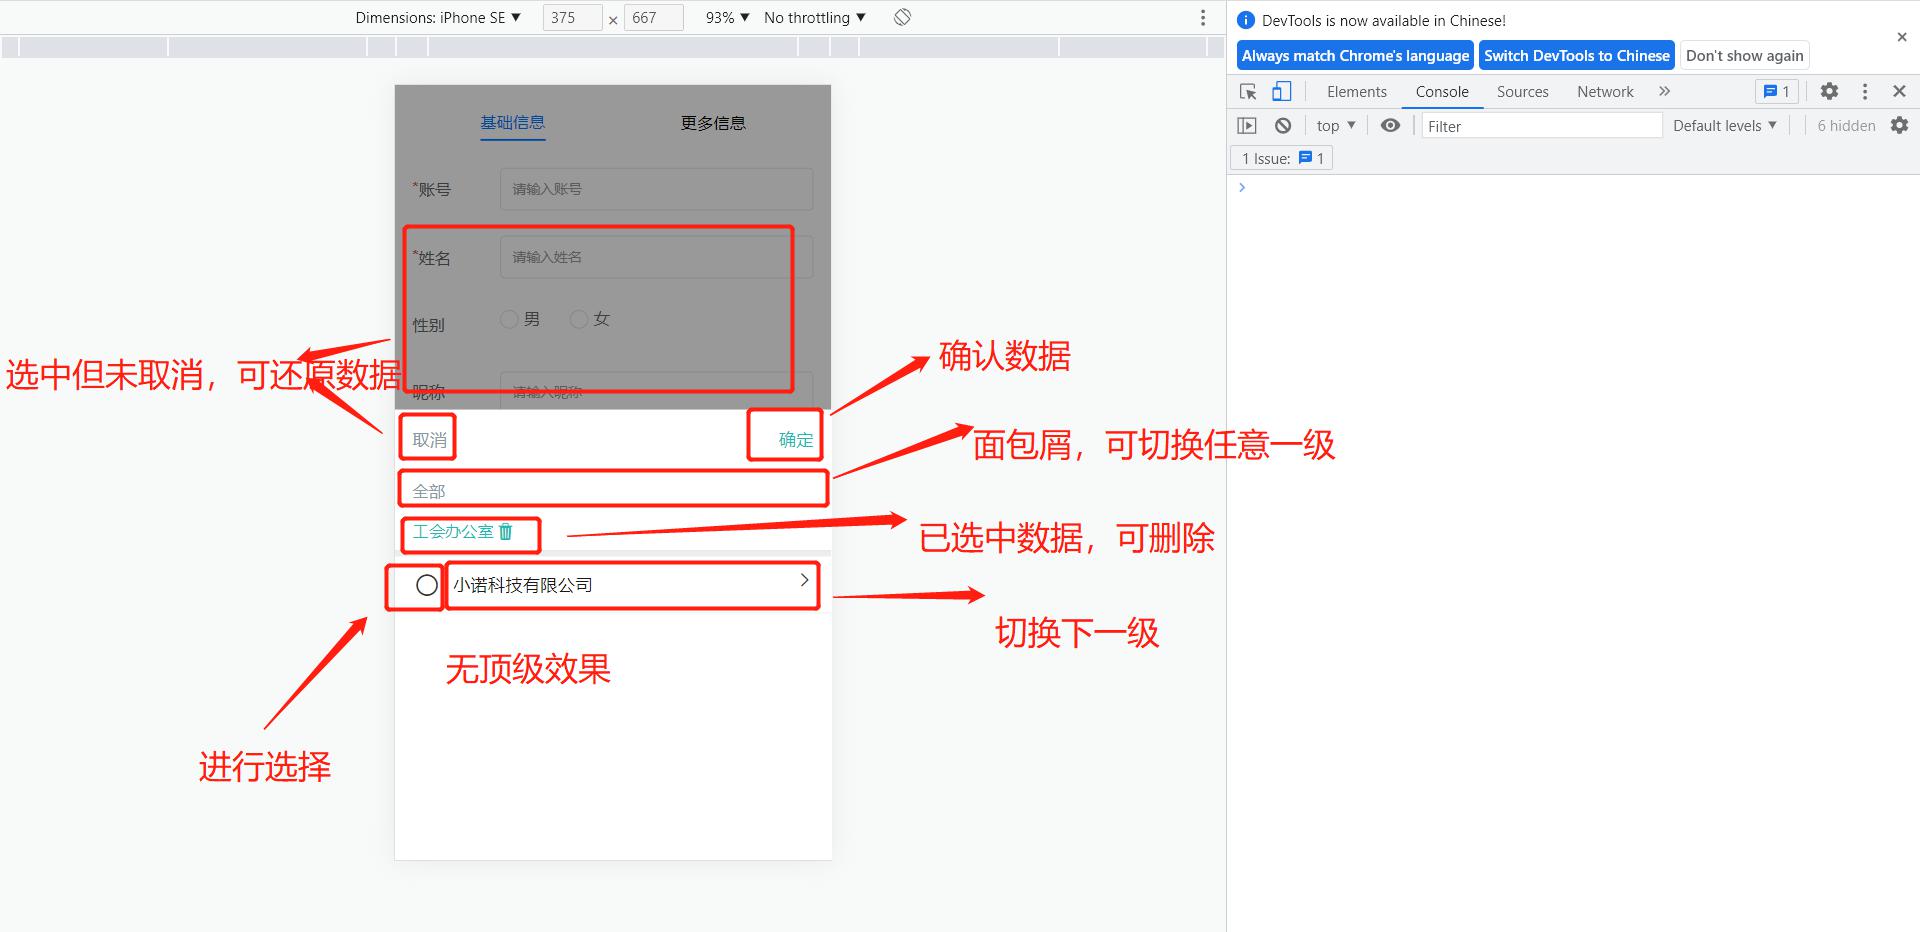 Dimensions: iPhone SE
375
×
667
93%
No throttling
DevTools is now available in Chinese!
Always match Chrome's language
Switch DevTools to Chinese
Don't show again
Elements
Console
Sources
Network
1
top
Filter
Default levels
6 hidden
1 Issue:
1
基础信息
更多信息
*账号
请输入账号
*姓名
请输入姓名
性别
男
女
昵称
请输入昵称
选中但未取消，可还原数据
确认数据
取消
确定
面包屑，可切换任意一级
全部
工会办公室
已选中数据，可删除
小诺科技有限公司
切换下一级
无顶级效果
进行选择